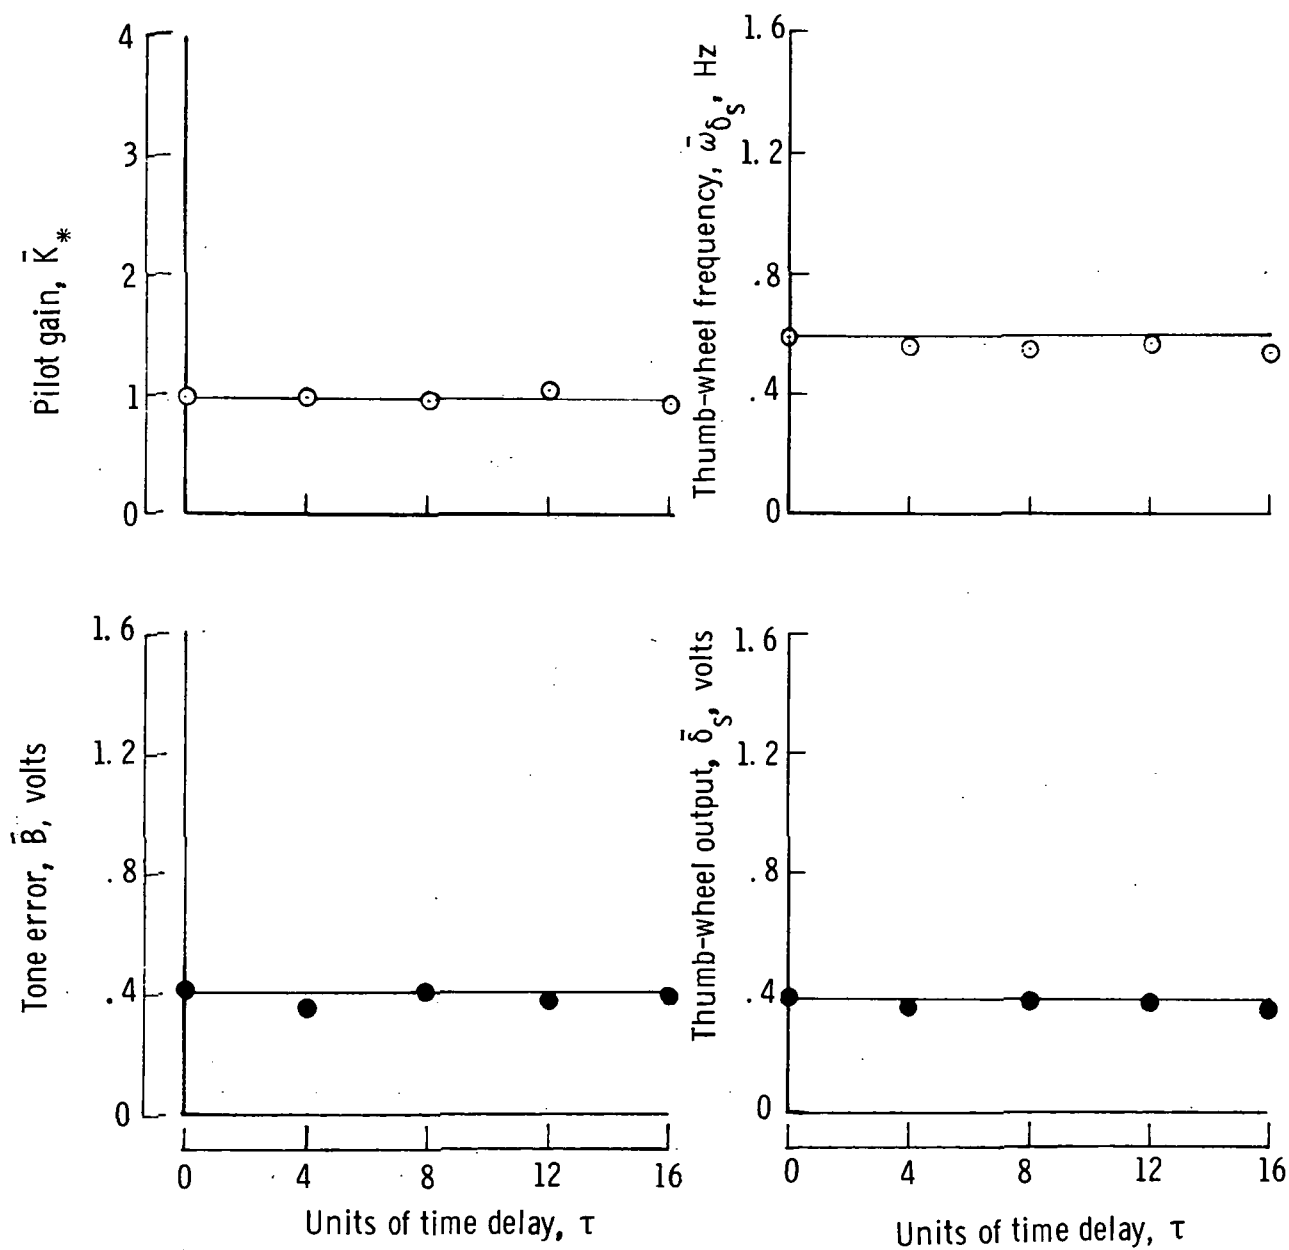 4
3
2
1
0
Pilot gain, K̄*
1.6
1.2
.8
.4
0
Thumb-wheel frequency, ω̄δs, Hz
1.6
1.2
.8
.4
0
Tone error, B̄, volts
0 4 8 12 16
Units of time delay, τ
1.6
1.2
.8
.4
0
Thumb-wheel output, δ̄s, volts
0 4 8 12 16
Units of time delay, τ